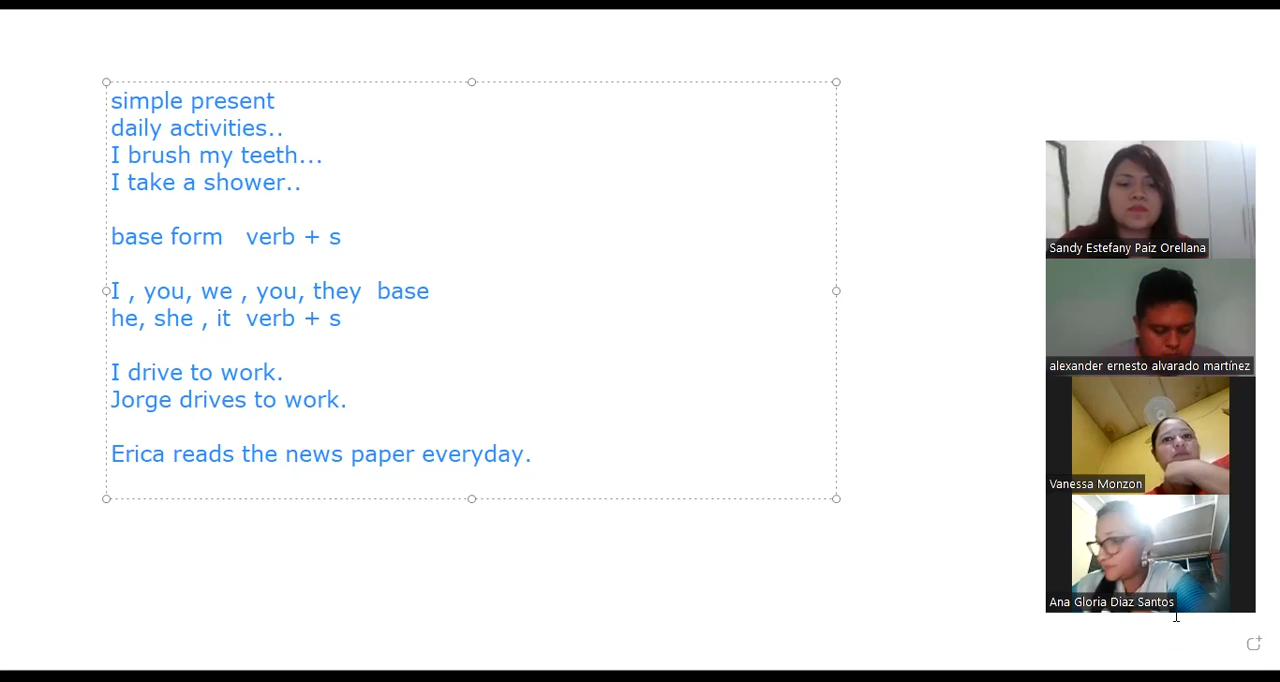 simple present
daily activities..
I brush my teeth...
I take a shower..
base form   verb + s
I , you, we , you, they  base
he, she , it  verb + s
I drive to work.
Jorge drives to work.
Erica reads the news paper everyday.
Sandy Estefany Paiz Orellana
alexander ernesto alvarado martínez
Vanessa Monzon
Ana Gloria Diaz Santos